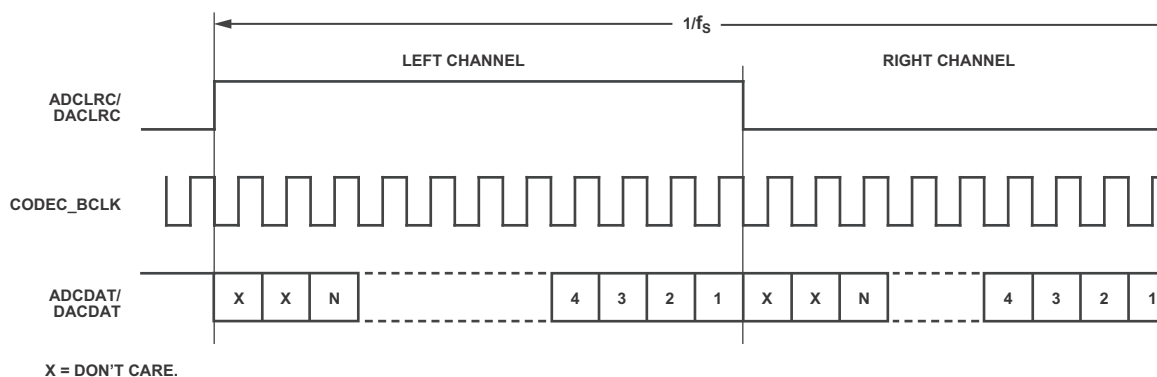 1/fS
LEFT CHANNEL RIGHT CHANNEL
ADCLRC/
DACLRC
CODEC_BCLK
ADCDAT/
DACDAT
X X N 4 3 2 1 X X N 4 3 2 1
X = DON'T CARE.